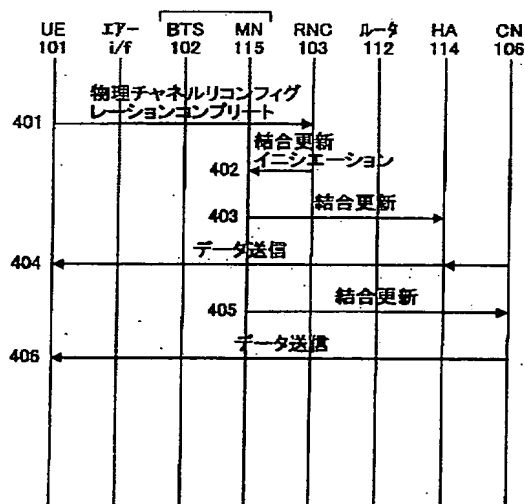 UE エアー BTS MN RNC ルータ HA CN
101 i/f 102 115 103 112 114 106
物理チャネルリコンフィグ
レーションコンプリート
401
結合更新
イニシエーション
402
結合更新
403
データ送信
404
結合更新
405
データ送信
406